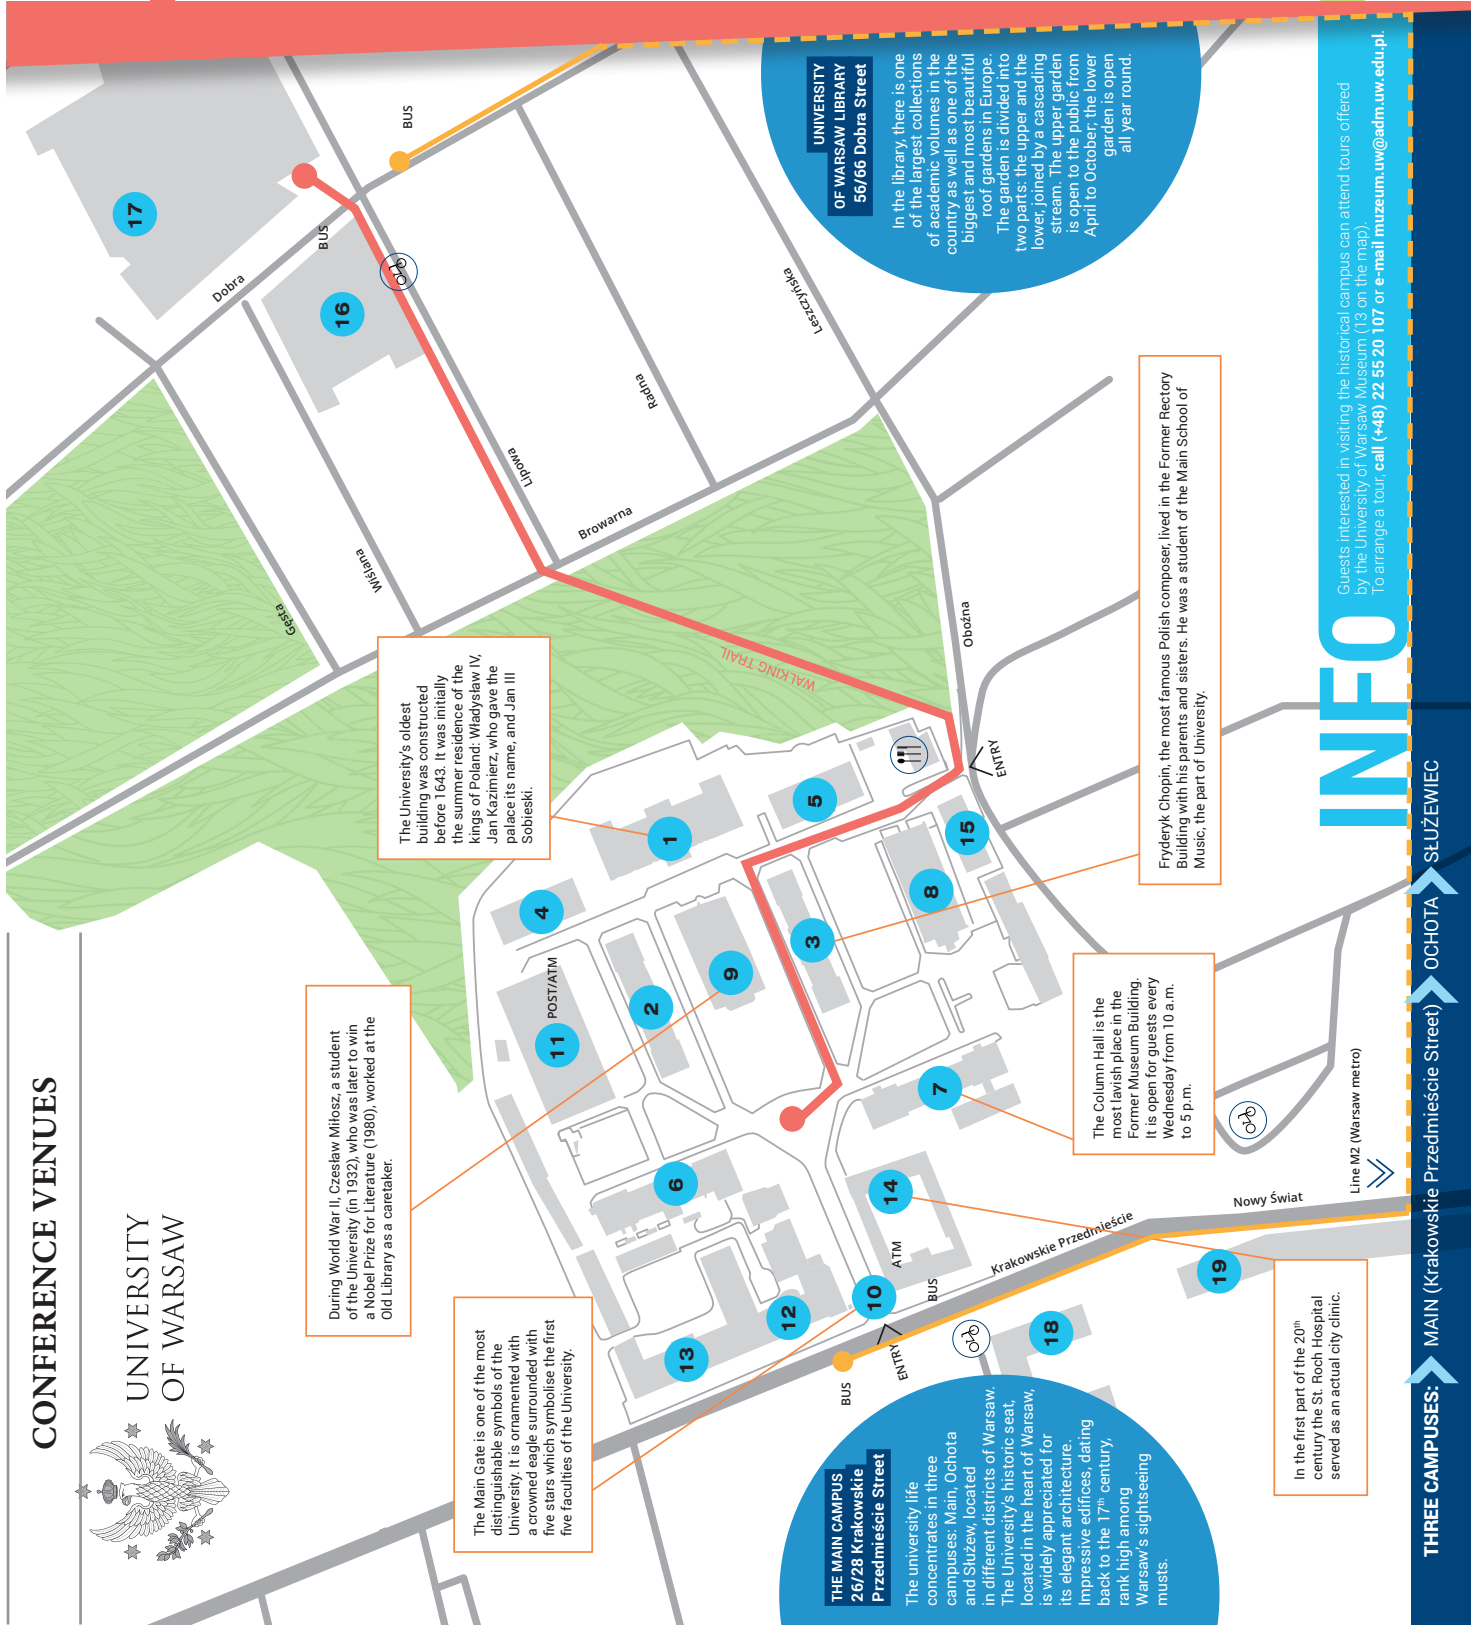 CONFERENCE VENUES
UNIVERSITY
OF WARSAW
The Main Gate is one of the most
distinguishable symbols of the
University. It is ornamented with
a crowned eagle surrounded with
five stars which symbolise the first
five faculties of the University.
During World War II, Czesław Miłosz, a student
of the University (in 1932), who was later to win
a Nobel Prize for Literature (1980), worked at the
Old Library as a caretaker.
The University's oldest
building was constructed
before 1643. It was initially
the summer residence of the
kings of Poland: Władysław IV,
Jan Kazimierz, who gave the
palace its name, and Jan III
Sobieski.
Gęsta
Wiślana
Dobra
BUS
BUS
Lipowa
Browarna
Radna
Leszczyńska
Oboźna
WALKING TRAIL
17
16
1
4
5
15
8
3
9
2
11
POST/ATM
6
7
14
ATM
10
12
13
BUS
BUS
ENTRY
ENTRY
18
19
Krakowskie Przedmieście
Nowy Świat
Line M2 (Warsaw metro)
THE MAIN CAMPUS
26/28 Krakowskie
Przedmieście Street
The university life
concentrates in three
campuses: Main, Ochota
and Służew, located
in different districts of Warsaw.
The University's historic seat,
located in the heart of Warsaw,
is widely appreciated for
its elegant architecture.
Impressive edifices, dating
back to the 17th century,
rank high among
Warsaw's sightseeing
musts.
UNIVERSITY
OF WARSAW LIBRARY
56/66 Dobra Street
In the library, there is one
of the largest collections
of academic volumes in the
country as well as one of the
biggest and most beautiful
roof gardens in Europe.
The garden is divided into
two parts: the upper and the
lower, joined by a cascading
stream. The upper garden
is open to the public from
April to October; the lower
garden is open
all year round.
The Column Hall is the
most lavish place in the
Former Museum Building.
It is open for guests every
Wednesday from 10 a.m.
to 5 p.m.
Fryderyk Chopin, the most famous Polish composer, lived in the Former Rectory
Building with his parents and sisters. He was a student of the Main School of
Music, the part of University.
In the first part of the 20th
century the St. Roch Hospital
served as an actual city clinic.
INFO
Guests interested in visiting the historical campus can attend tours offered
by the University of Warsaw Museum (13 on the map).
To arrange a tour, call (+48) 22 55 20 107 or e-mail muzeum.uw@adm.uw.edu.pl.
THREE CAMPUSES: MAIN (Krakowskie Przedmieście Street) OCHOTA SŁUŻEWIEC